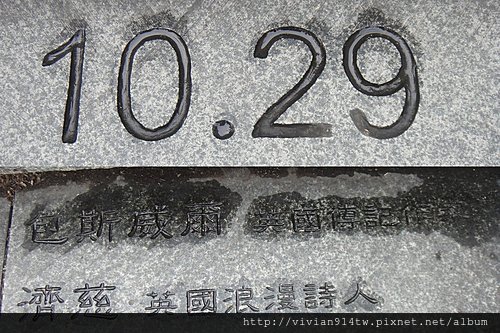 10.29
包斯威爾 英國傳記作
濟慈·英國浪漫詩人
http://vivian914tw.pixnet.net/album